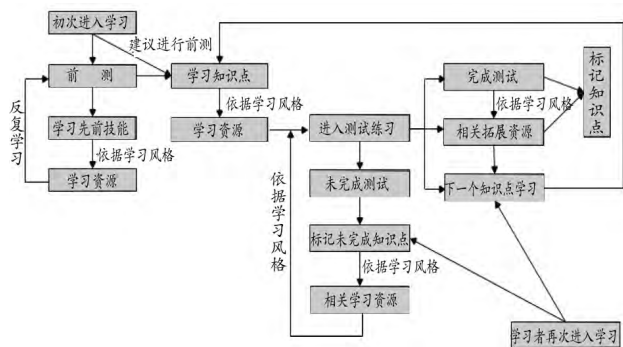 初次进入学习
建议进行前测
前 测
学习知识点
依据学习风格
学习先前技能
学习资源
依据学习风格
学习资源
反复学习
进入测试练习
完成测试
依据学习风格
相关拓展资源
标记知识点
下一个知识点学习
未完成测试
标记未完成知识点
依据学习风格
相关学习资源
依据学习风格
学习者再次进入学习